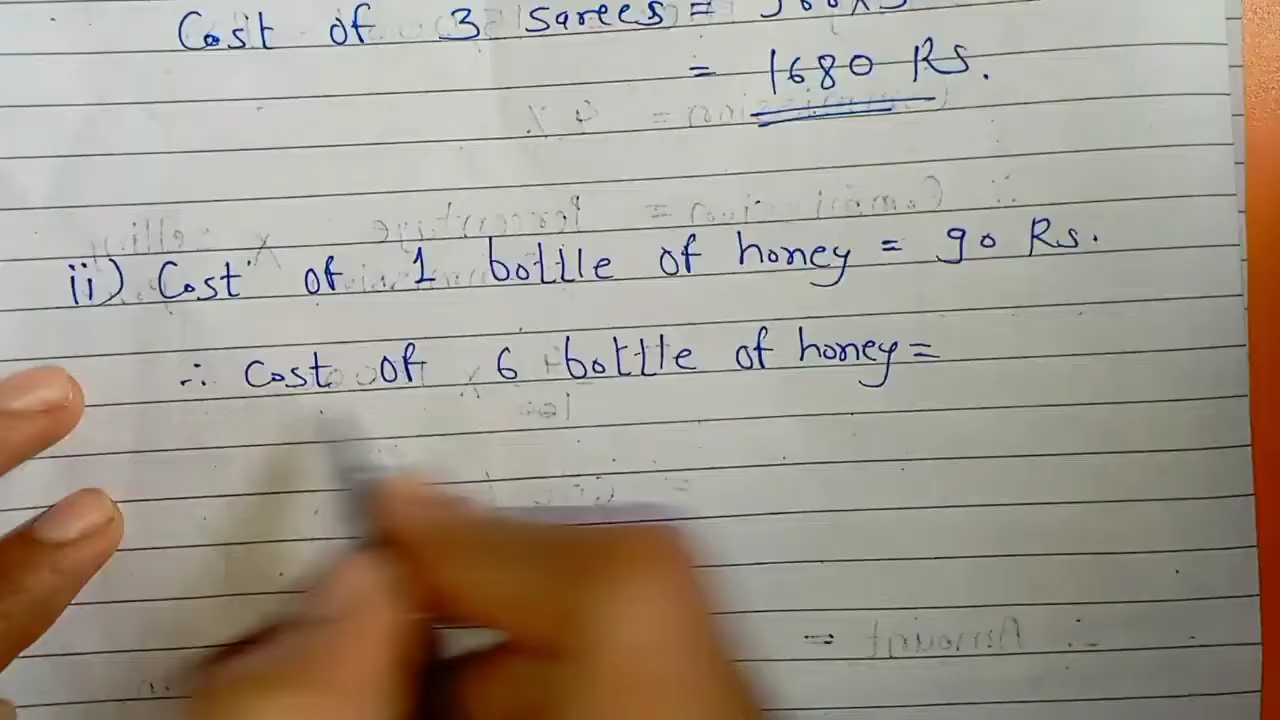 Cost of 3 sarees =
= 1680 Rs.
ii) Cost of 1 bottle of honey = 90 Rs.
∴ Cost of 6 bottle of honey =